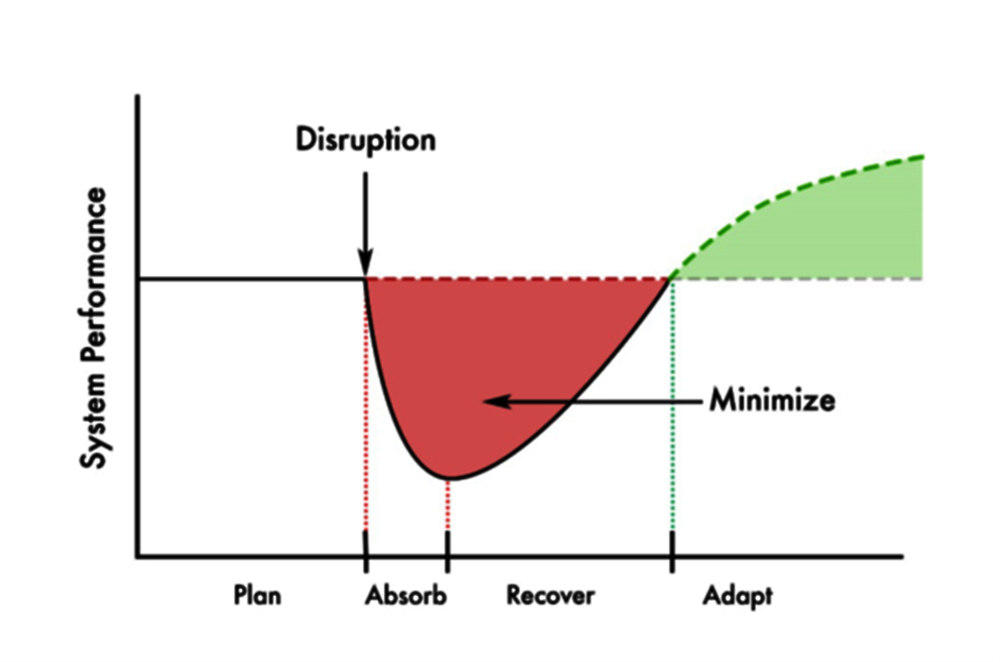 Disruption
System Performance
Minimize
Plan
Absorb
Recover
Adapt